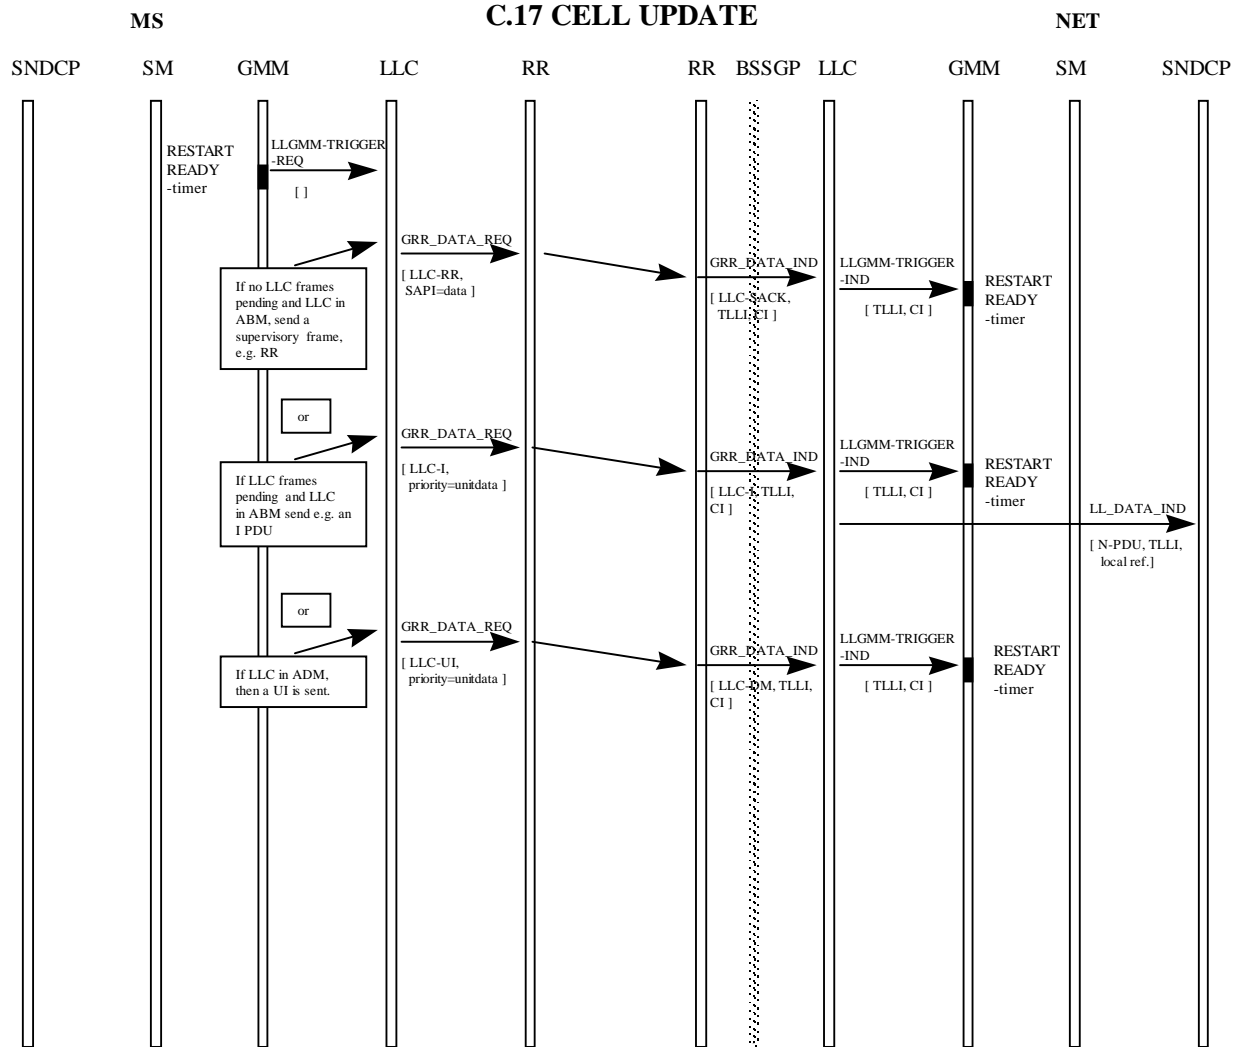 C.17 CELL UPDATE
MS
NET
SNDCP SM GMM LLC RR RR BSSGP LLC GMM SM SNDCP
RESTART
READY
-timer
LLGMM-TRIGGER
-REQ
[ ]
GRR_DATA_REQ
[ LLC-RR,
SAPI=data ]
GRR_DATA_IND
[ LLC-SACK,
TLLI, CI ]
LLGMM-TRIGGER
-IND
[ TLLI, CI ]
RESTART
READY
-timer
If no LLC frames
pending and LLC in
ABM, send a
supervisory frame,
e.g. RR
or
GRR_DATA_REQ
[ LLC-I,
priority=unitdata ]
GRR_DATA_IND
[ LLC-I, TLLI,
CI ]
LLGMM-TRIGGER
-IND
[ TLLI, CI ]
RESTART
READY
-timer
If LLC frames
pending and LLC
in ABM send e.g. an
I PDU
LL_DATA_IND
[ N-PDU, TLLI,
local ref.]
or
GRR_DATA_REQ
[ LLC-UI,
priority=unitdata ]
GRR_DATA_IND
[ LLC-DM, TLLI,
CI ]
LLGMM-TRIGGER
-IND
[ TLLI, CI ]
RESTART
READY
-timer
If LLC in ADM,
then a UI is sent.